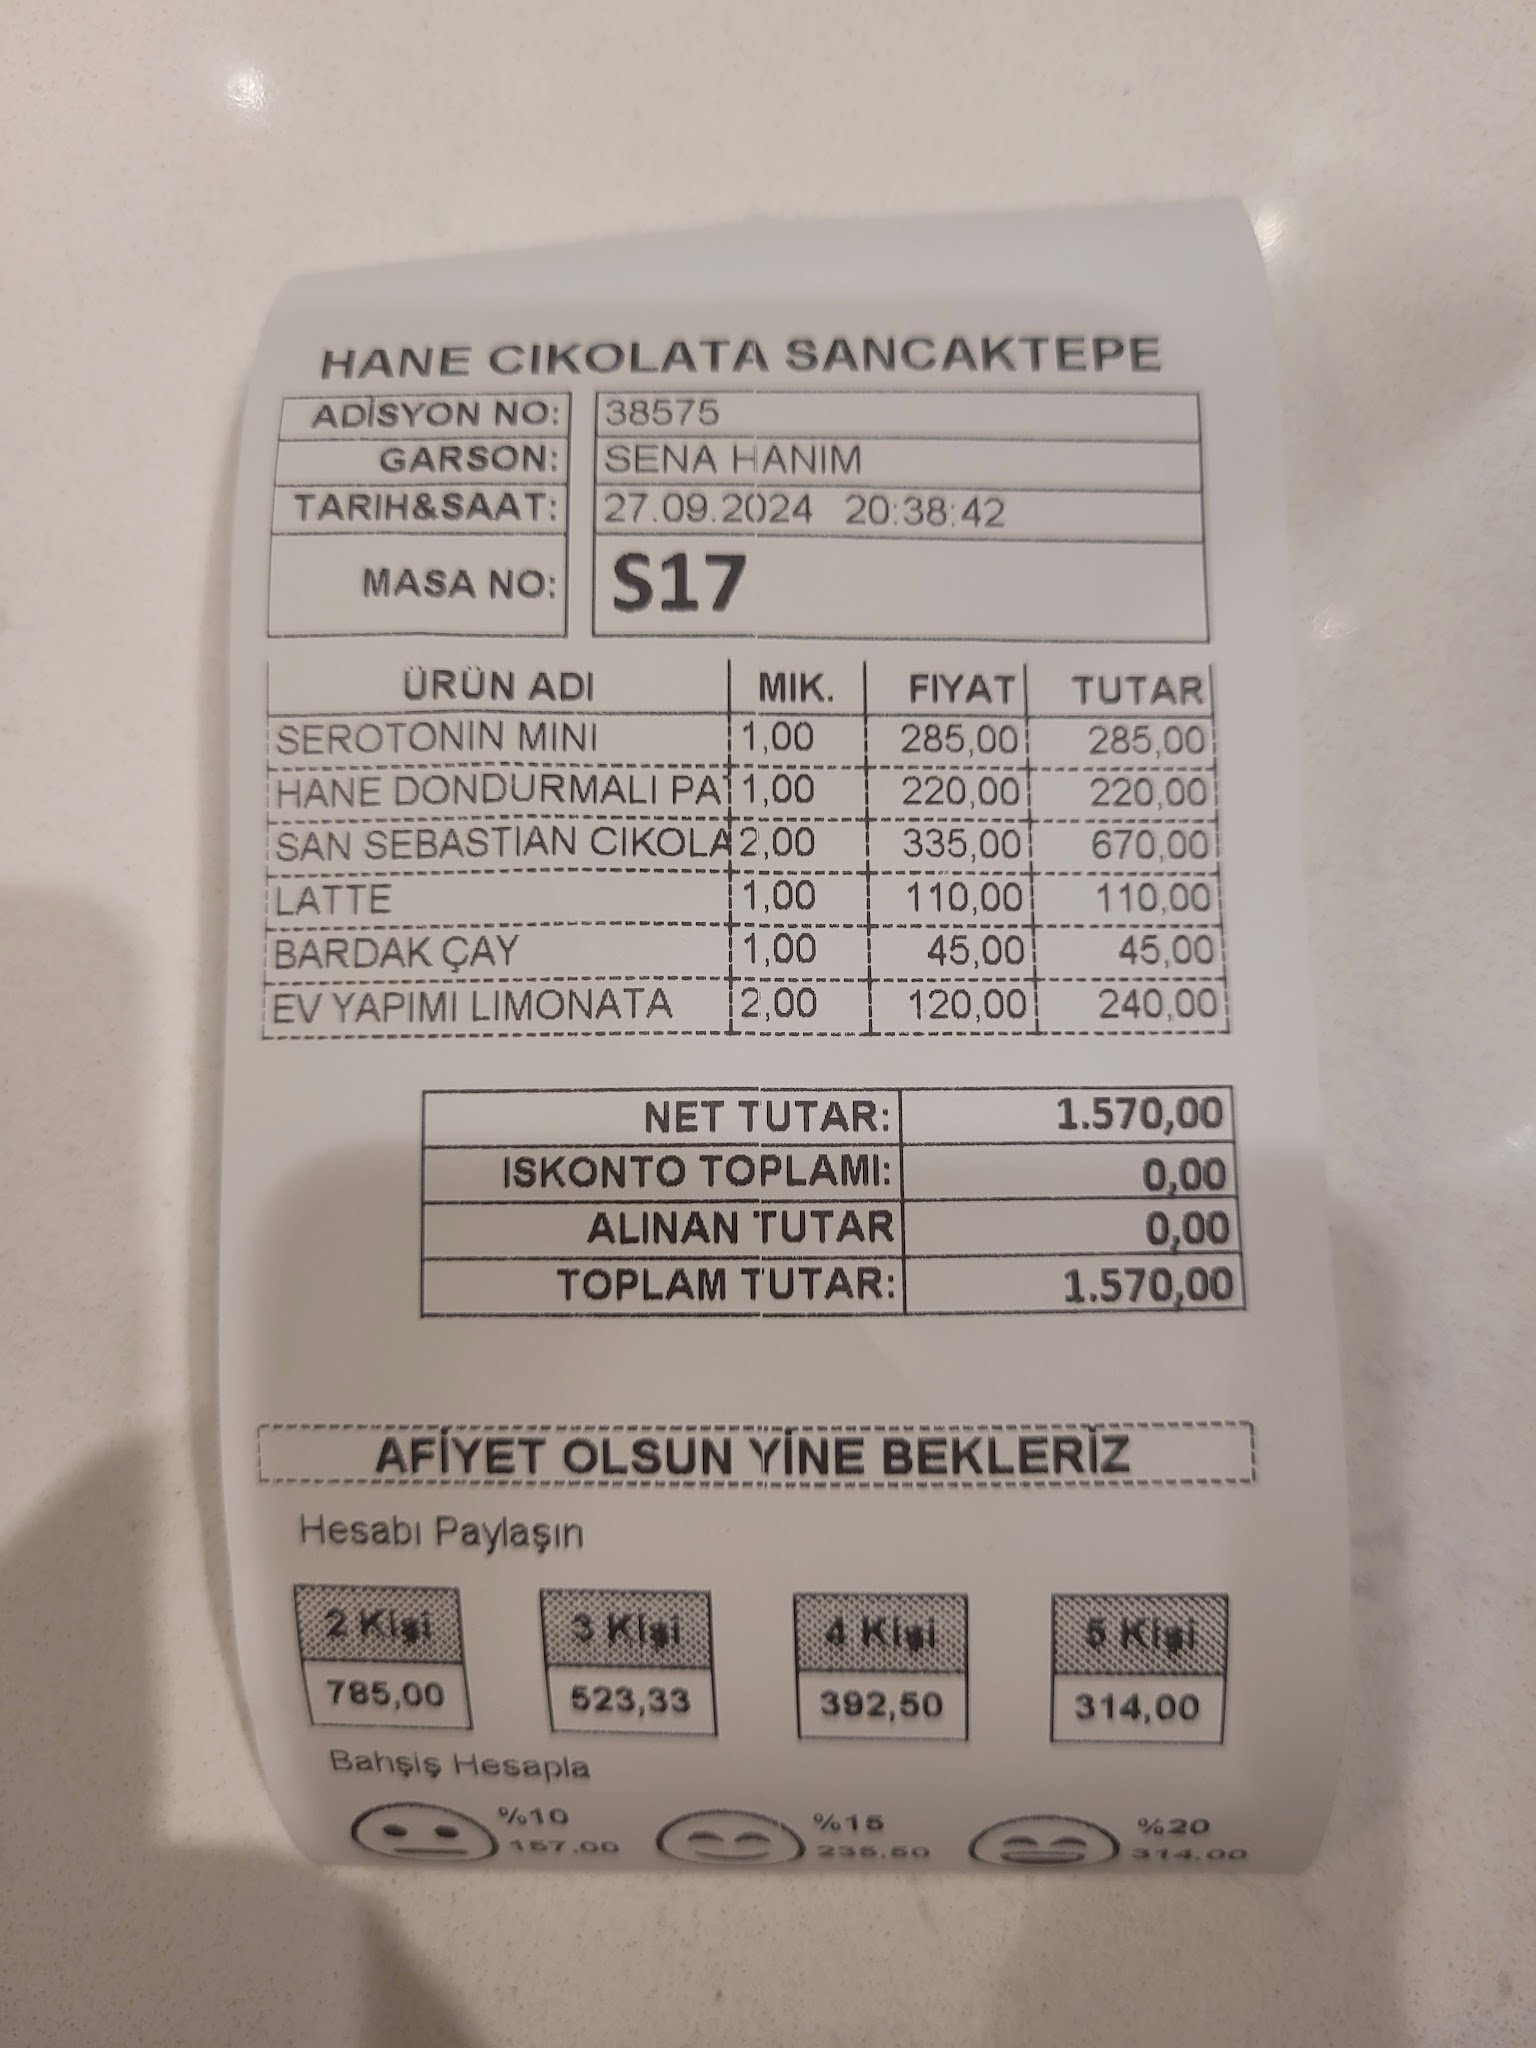 HANE CIKOLATA SANCAKTEPE
ADİSYON NO: 38575
GARSON: SENA HANIM
TARIH&SAAT: 27.09.2024 20:38:42
MASA NO: S17
ÜRÜN ADI MIK. FIYAT TUTAR
SEROTONIN MINI 1,00 285,00 285,00
HANE DONDURMALI PA 1,00 220,00 220,00
SAN SEBASTIAN CIKOLA 2,00 335,00 670,00
LATTE 1,00 110,00 110,00
BARDAK ÇAY 1,00 45,00 45,00
EV YAPIMI LIMONATA 2,00 120,00 240,00
NET TUTAR: 1.570,00
ISKONTO TOPLAMI: 0,00
ALINAN TUTAR 0,00
TOPLAM TUTAR: 1.570,00
AFİYET OLSUN YİNE BEKLERİZ
Hesabı Paylaşın
2 Kişi 3 Kişi 4 Kişi 5 Kişi
785,00 523,33 392,50 314,00
Bahşiş Hesapla
%10 %15 %20
157.00 235.50 314.00